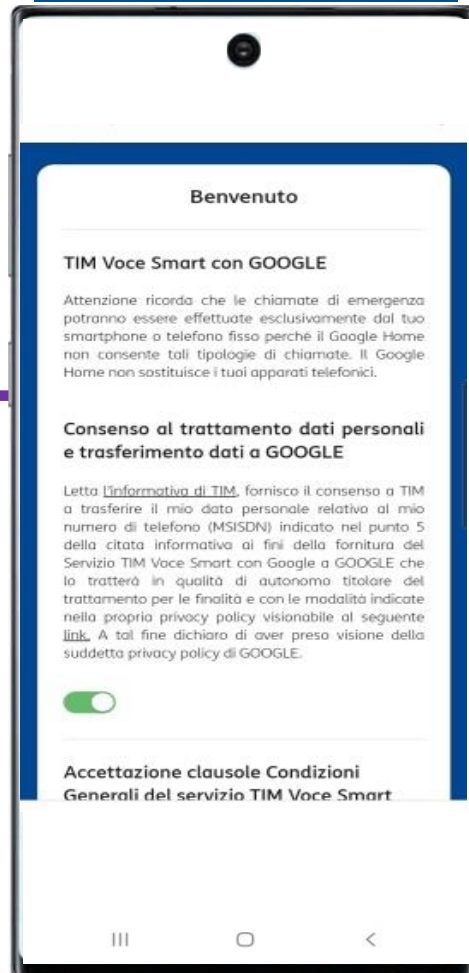 Benvenuto
TIM Voce Smart con GOOGLE
Attenzione ricorda che le chiamate di emergenza
potranno essere effettuate esclusivamente dal tuo
smartphone o telefono fisso perché il Google Home
non consente tali tipologie di chiamate. Il Google
Home non sostituisce i tuoi apparati telefonici.
Consenso al trattamento dati personali
e trasferimento dati a GOOGLE
Letta l'informativa di TIM, fornisco il consenso a TIM
a trasferire il mio dato personale relativo al mio
numero di telefono (MSISDN) indicato nel punto 5
della citata informativa ai fini della fornitura del
Servizio TIM Voce Smart con Google a GOOGLE che
lo tratterà in qualità di autonomo titolare del
trattamento per le finalità e con le modalità indicate
nella propria privacy policy visionabile al seguente
link. A tal fine dichiaro di aver preso visione della
suddetta privacy policy di GOOGLE.
Accettazione clausole Condizioni
Generali del servizio TIM Voce Smart